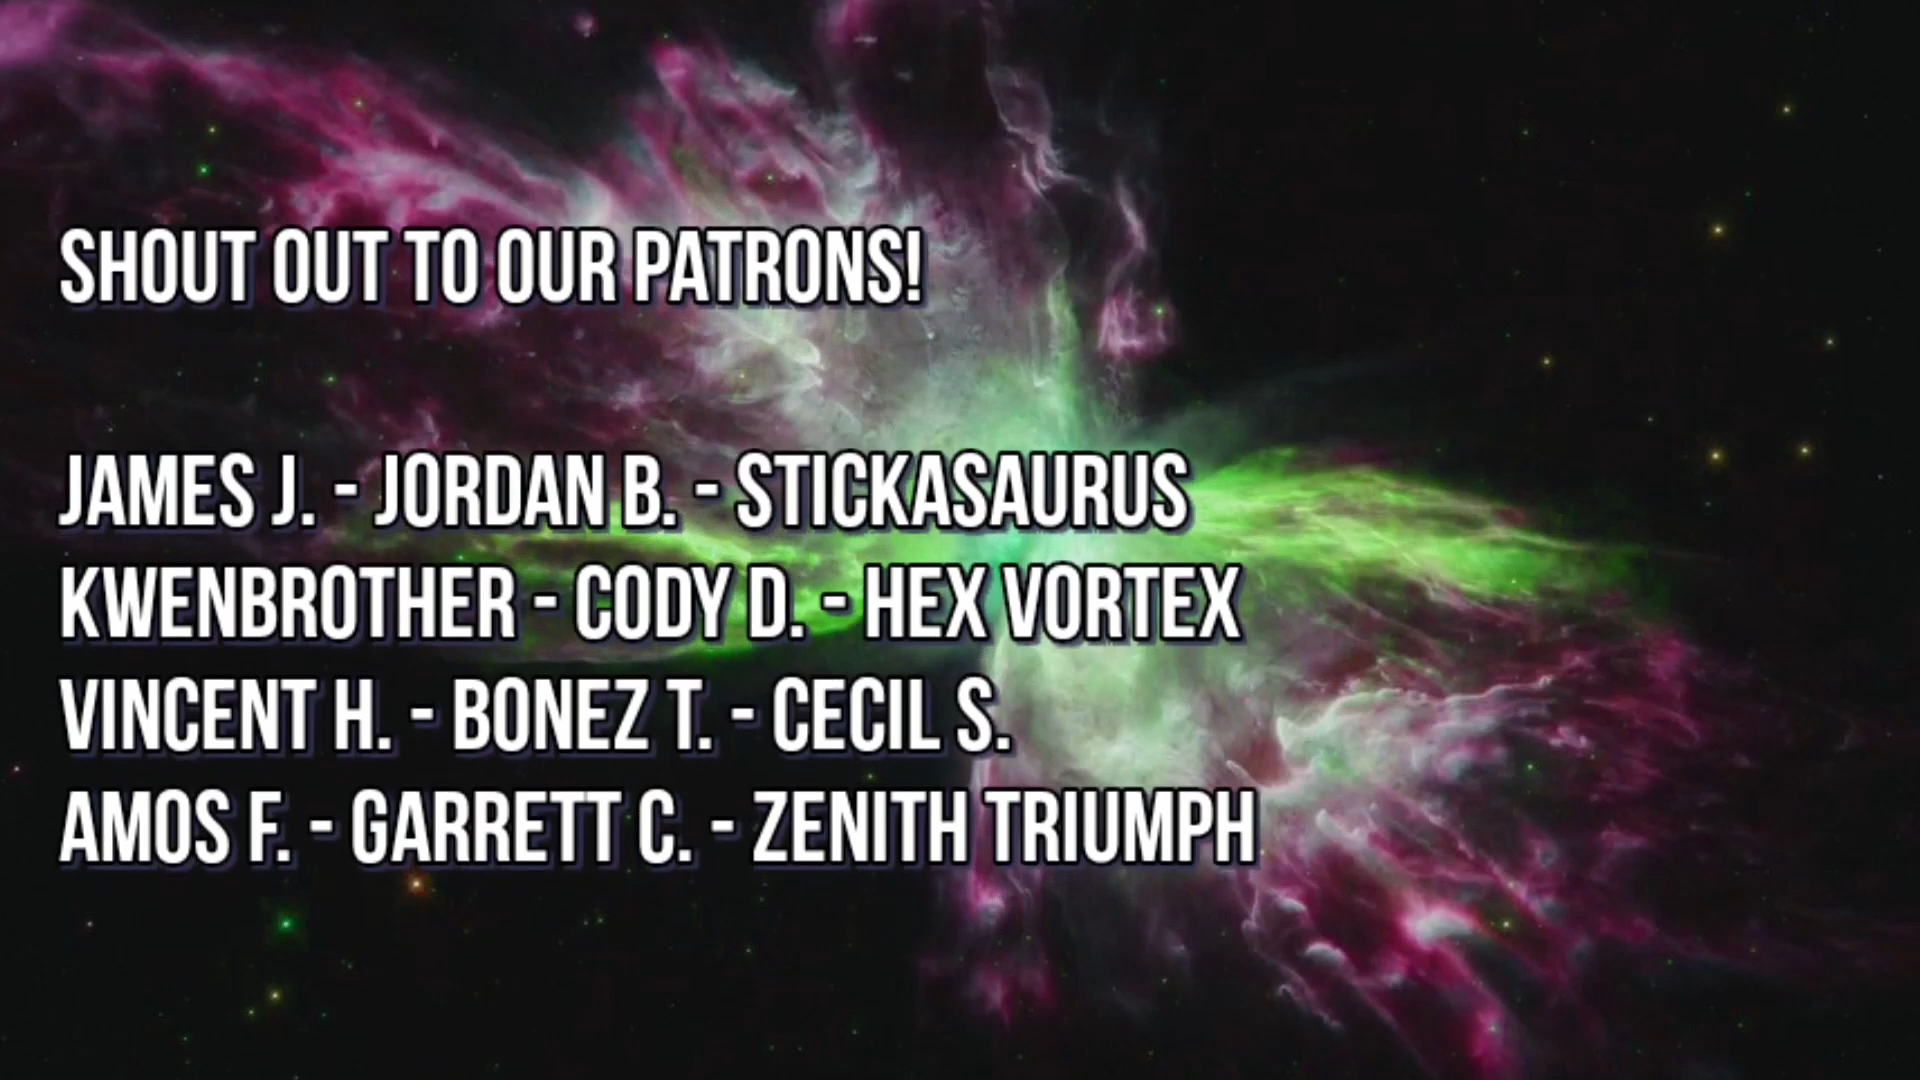 SHOUT OUT TO OUR PATRONS!
JAMES J. - JORDAN B. - STICKASAURUS
KWENBROTHER - CODY D. - HEX VORTEX
VINCENT H. - BONEZ T. - CECIL S.
AMOS F. - GARRETT C. - ZENITH TRIUMPH